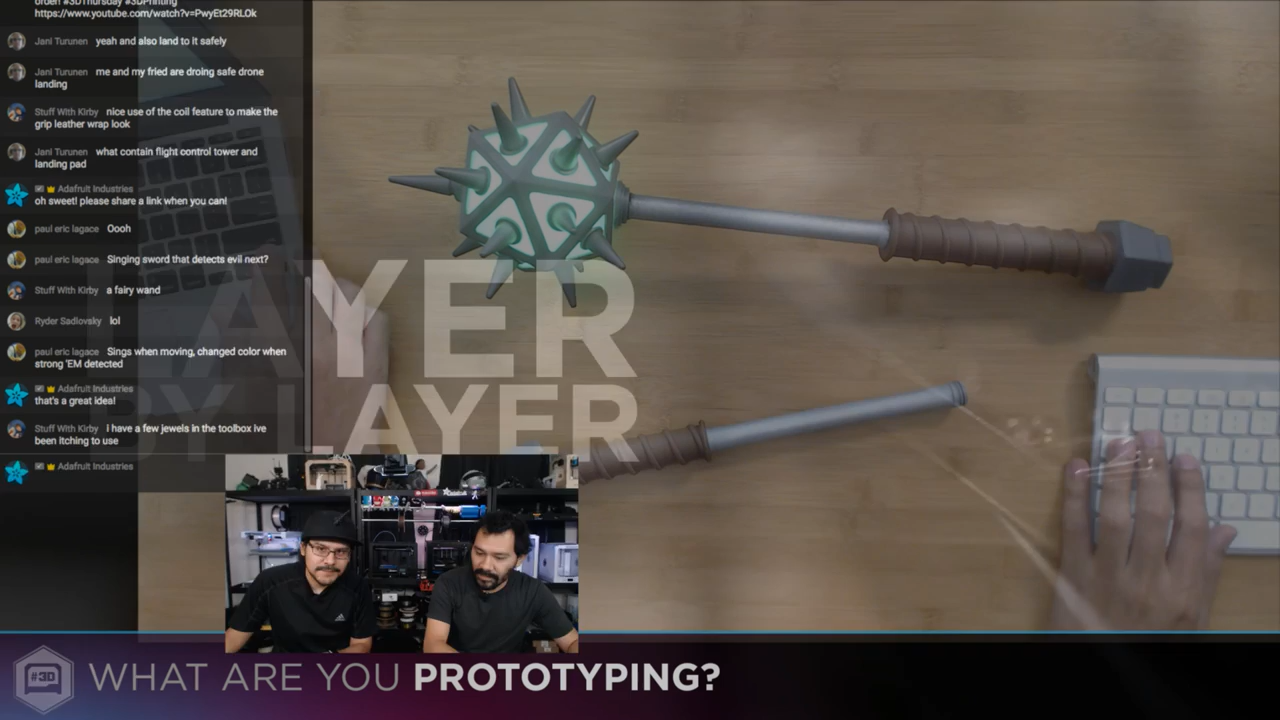 order! #3DThursday #3DPrinting
https://www.youtube.com/watch?v=PwyEt29RLOk
Jani Turunen yeah and also land to it safely
Jani Turunen me and my fried are droing safe drone
landing
Stuff With Kirby nice use of the coil feature to make the
grip leather wrap look
Jani Turunen what contain flight control tower and
landing pad
Adafruit Industries
oh sweet! please share a link when you can!
paul eric lagace Oooh
paul eric lagace Singing sword that detects evil next?
Stuff With Kirby a fairy wand
Ryder Sadlovsky lol
paul eric lagace Sings when moving, changed color when
strong 'EM detected
Adafruit Industries
that's a great idea!
Stuff With Kirby i have a few jewels in the toolbox ive
been itching to use
Adafruit Industries
LAYER
BY LAYER
#3D
WHAT ARE YOU PROTOTYPING?